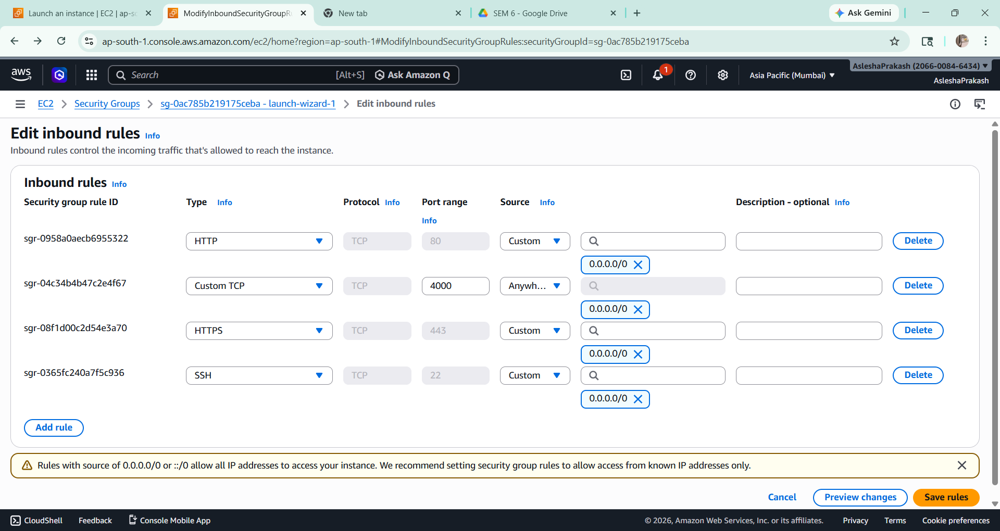 Launch an instance | EC2 | ap-so
ModifyInboundSecurityGroupRu
New tab
SEM 6 - Google Drive
Ask Gemini
ap-south-1.console.aws.amazon.com/ec2/home?region=ap-south-1#ModifyInboundSecurityGroupRules:securityGroupId=sg-0ac785b219175ceba
aws
Search
[Alt+S]
Ask Amazon Q
1
Asia Pacific (Mumbai)
AsleshaPrakash (2066-0084-6434)
AsleshaPrakash
EC2
Security Groups
sg-0ac785b219175ceba - launch-wizard-1
Edit inbound rules
Edit inbound rules Info
Inbound rules control the incoming traffic that's allowed to reach the instance.
Inbound rules Info
Security group rule ID
Type Info
Protocol Info
Port range
Info
Source Info
Description - optional Info
sgr-0958a0aecb6955322
HTTP
TCP
80
Custom
0.0.0.0/0
Delete
sgr-04c34b4b47c2e4f67
Custom TCP
TCP
4000
Anywh...
0.0.0.0/0
Delete
sgr-08f1d00c2d54e3a70
HTTPS
TCP
443
Custom
0.0.0.0/0
Delete
sgr-0365fc240a7f5c936
SSH
TCP
22
Custom
0.0.0.0/0
Delete
Add rule
Rules with source of 0.0.0.0/0 or ::/0 allow all IP addresses to access your instance. We recommend setting security group rules to allow access from known IP addresses only.
Cancel
Preview changes
Save rules
CloudShell
Feedback
Console Mobile App
© 2026, Amazon Web Services, Inc. or its affiliates.
Privacy
Terms
Cookie preferences